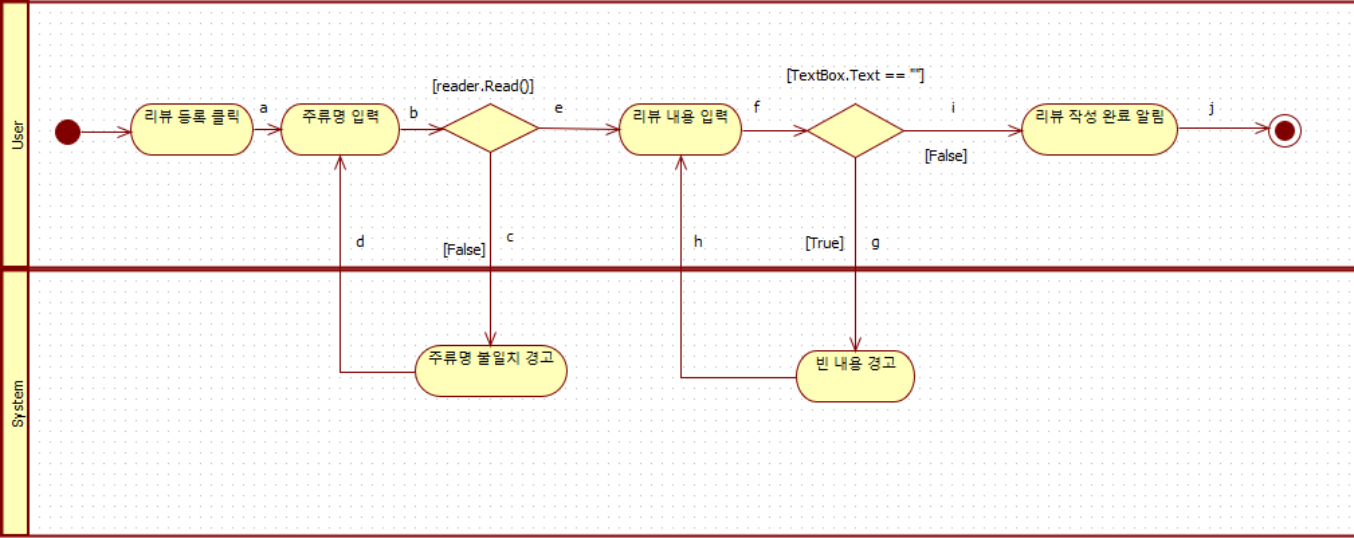 User
[reader.Read()]
[TextBox.Text == ""]
리뷰 등록 클릭
a
주류명 입력
b
e
리뷰 내용 입력
f
i
리뷰 작성 완료 알림
j
[False]
d
[False]
c
h
[True]
g
System
주류명 불일치 경고
빈 내용 경고